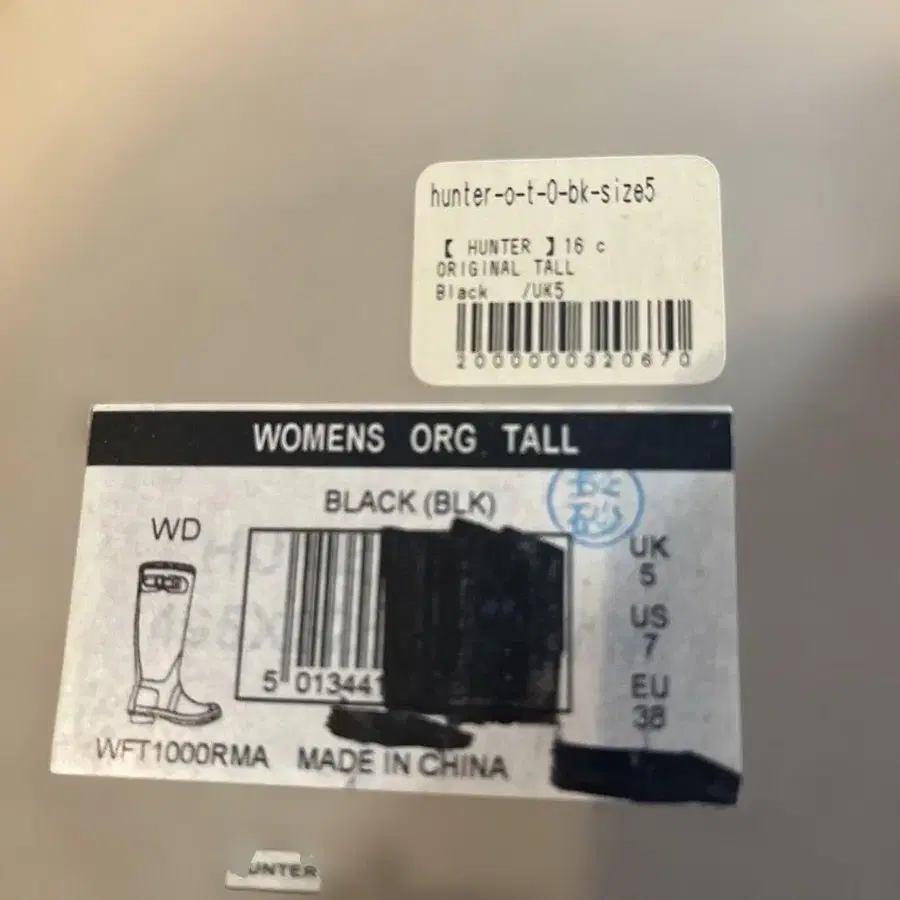 hunter-o-t-0-bk-size5
【 HUNTER 】16 c
ORIGINAL TALL
Black /UK5
2000000320670
WOMENS ORG TALL
BLACK (BLK)
WD
UK
5
US
7
EU
38
5 013441
WFT1000RMA MADE IN CHINA
UNTER